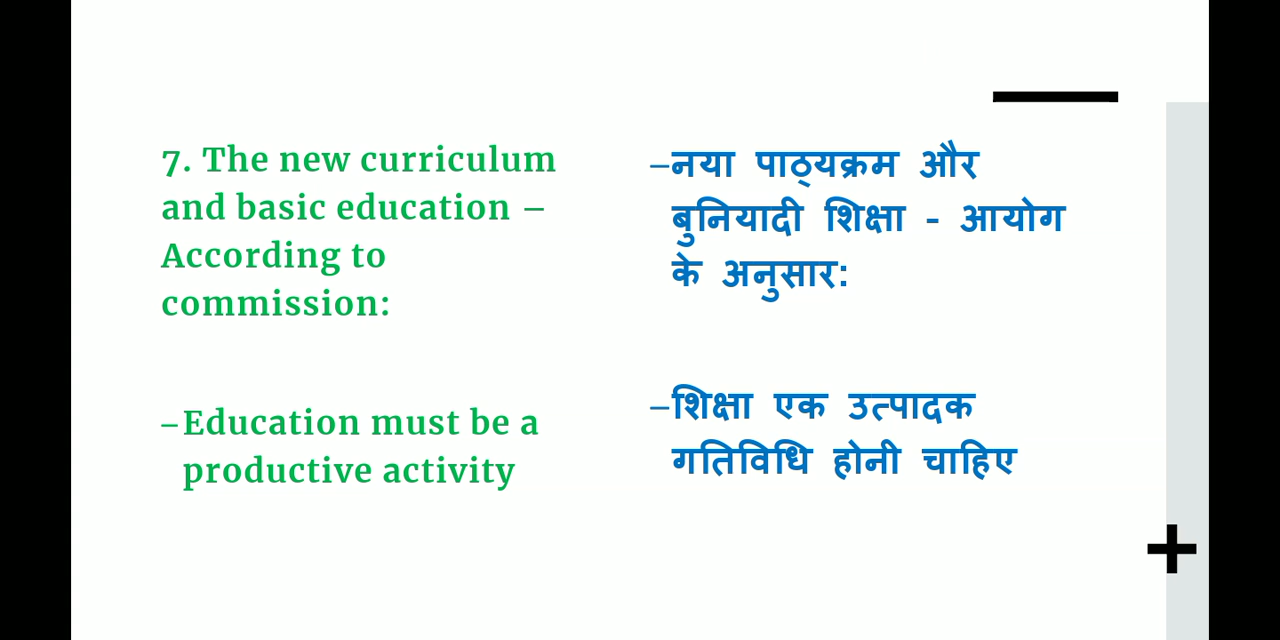 7. The new curriculum
and basic education –
According to
commission:
–Education must be a
productive activity
–नया पाठ्यक्रम और
बुनियादी शिक्षा - आयोग
के अनुसार:
–शिक्षा एक उत्पादक
गतिविधि होनी चाहिए